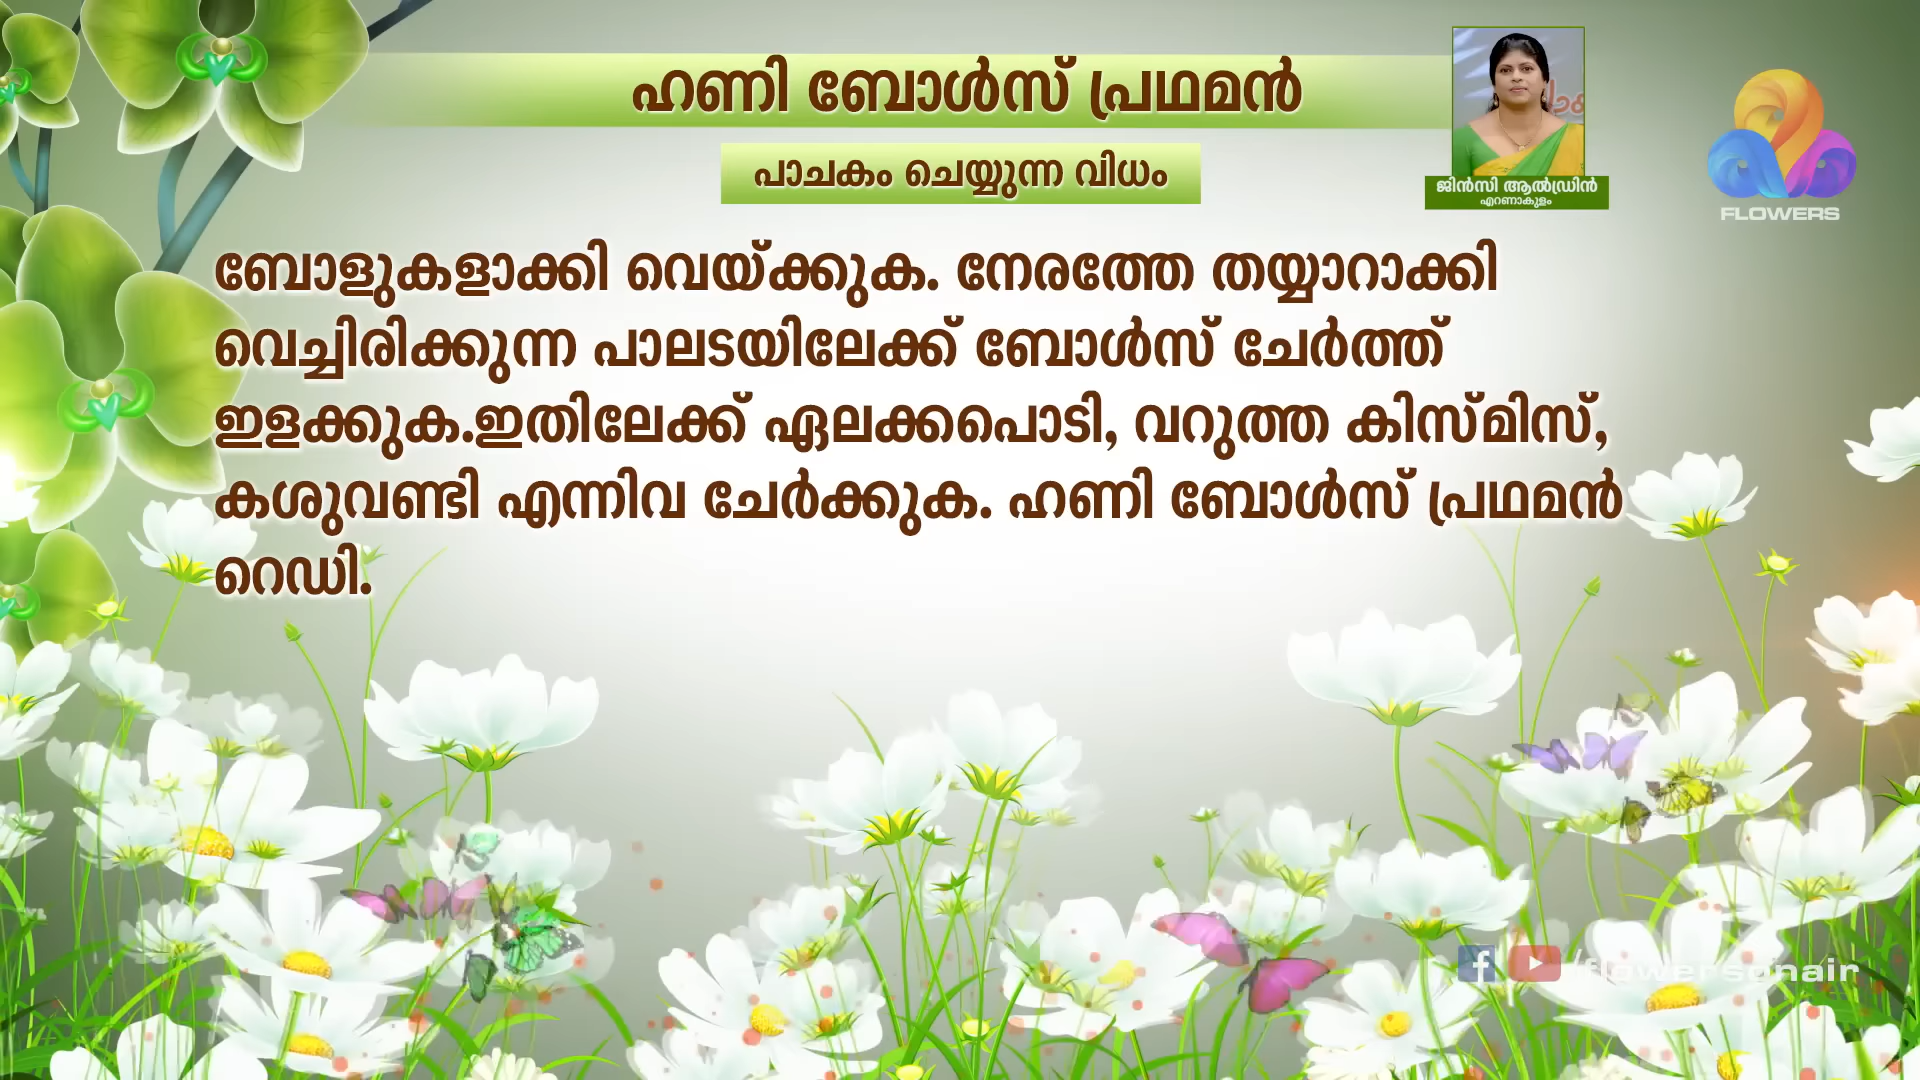 ഹണി ബോൾസ് പ്രഥമൻ
പാചകം ചെയ്യുന്ന വിധം
ജിൻസി ആൽഡ്രിൻ
എറണാകുളം
FLOWERS
ബോളുകളാക്കി വെയ്ക്കുക. നേരത്തേ തയ്യാറാക്കി
വെച്ചിരിക്കുന്ന പാലടയിലേക്ക് ബോൾസ് ചേർത്ത്
ഇളക്കുക.ഇതിലേക്ക് ഏലക്കപൊടി, വറുത്ത കിസ്മിസ്,
കശുവണ്ടി എന്നിവ ചേർക്കുക. ഹണി ബോൾസ് പ്രഥമൻ
റെഡി.
/flowersonair